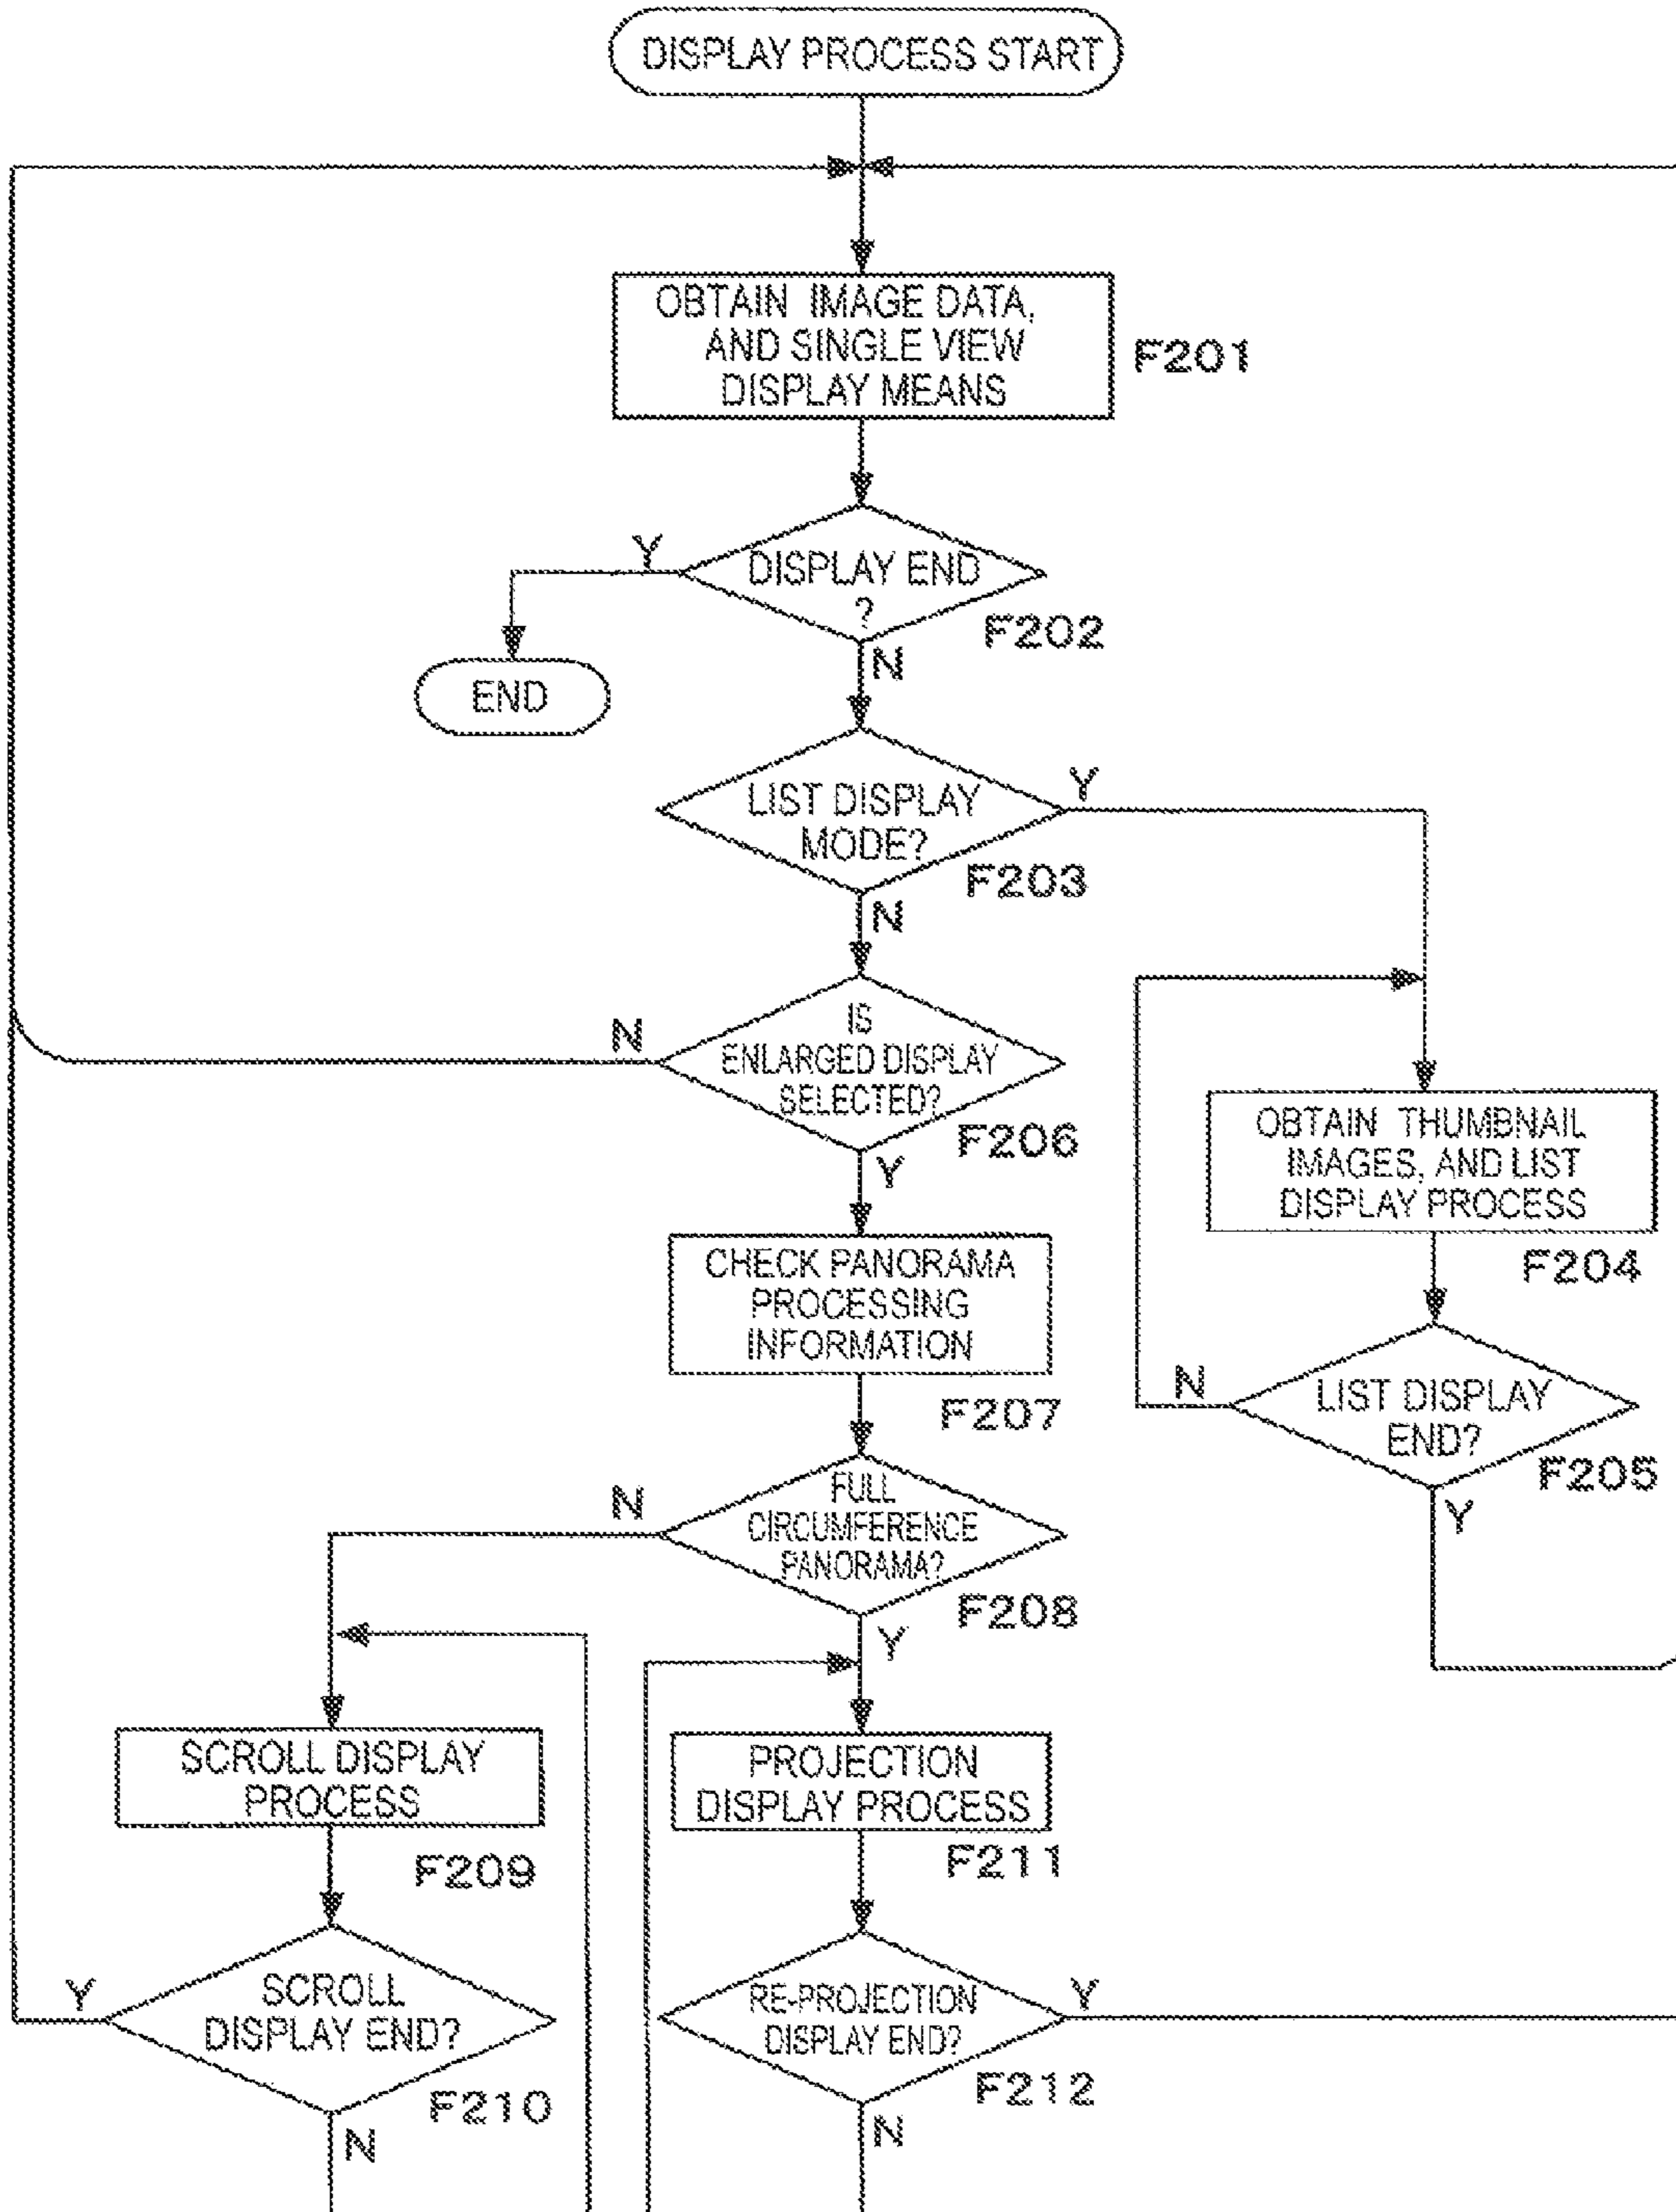 DISPLAY PROCESS START
OBTAIN IMAGE DATA,
AND SINGLE VIEW
DISPLAY MEANS
F201
Y
DISPLAY END
?
F202
N
END
LIST DISPLAY
MODE?
Y
F203
N
IS
ENLARGED DISPLAY
SELECTED?
N
F206
Y
OBTAIN THUMBNAIL
IMAGES, AND LIST
DISPLAY PROCESS
F204
CHECK PANORAMA
PROCESSING
INFORMATION
F207
N
LIST DISPLAY
END?
F205
Y
N
FULL
CIRCUMFERENCE
PANORAMA?
F208
Y
SCROLL DISPLAY
PROCESS
F209
PROJECTION
DISPLAY PROCESS
F211
Y
SCROLL
DISPLAY END?
F210
N
RE-PROJECTION
DISPLAY END?
Y
F212
N